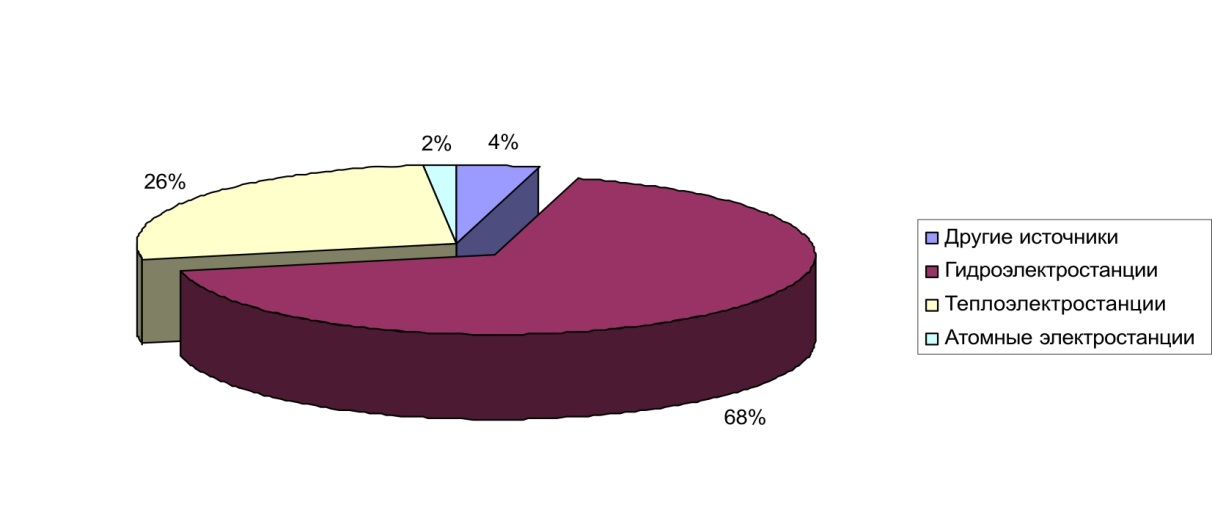 2%
4%
26%
68%
Другие источники
Гидроэлектростанции
Теплоэлектростанции
Атомные электростанции